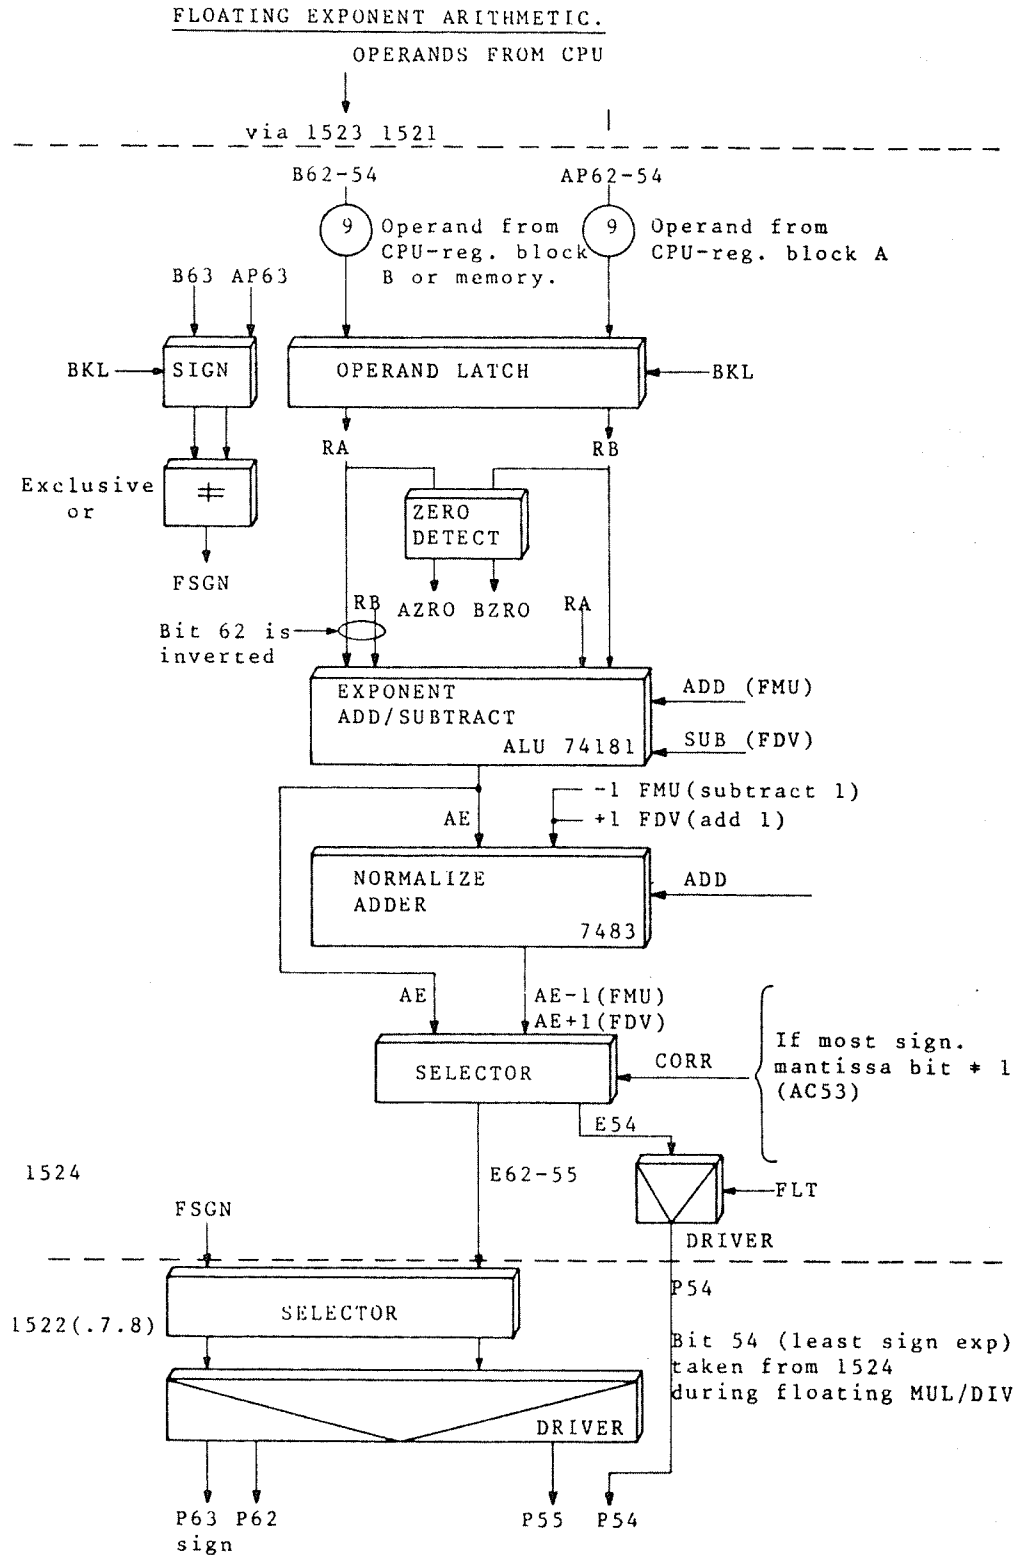 FLOATING EXPONENT ARITHMETIC.
OPERANDS FROM CPU
via 1523 1521
B62-54
AP62-54
9
Operand from
CPU-reg. block
B or memory.
9
Operand from
CPU-reg. block A
B63 AP63
BKL
SIGN
OPERAND LATCH
BKL
RA
RB
Exclusive
or
≠
ZERO
DETECT
FSGN
AZRO BZRO
RB
RA
Bit 62 is
inverted
EXPONENT
ADD/SUBTRACT
ALU 74181
ADD (FMU)
SUB (FDV)
-1 FMU(subtract 1)
+1 FDV(add 1)
AE
NORMALIZE
ADDER
7483
ADD
AE
AE-1(FMU)
AE+1(FDV)
SELECTOR
CORR
If most sign.
mantissa bit ≠ 1
(AC53)
E54
1524
E62-55
FLT
FSGN
DRIVER
P54
SELECTOR
1522(.7.8)
Bit 54 (least sign exp)
taken from 1524
during floating MUL/DIV
DRIVER
P63 P62
sign
P55 P54